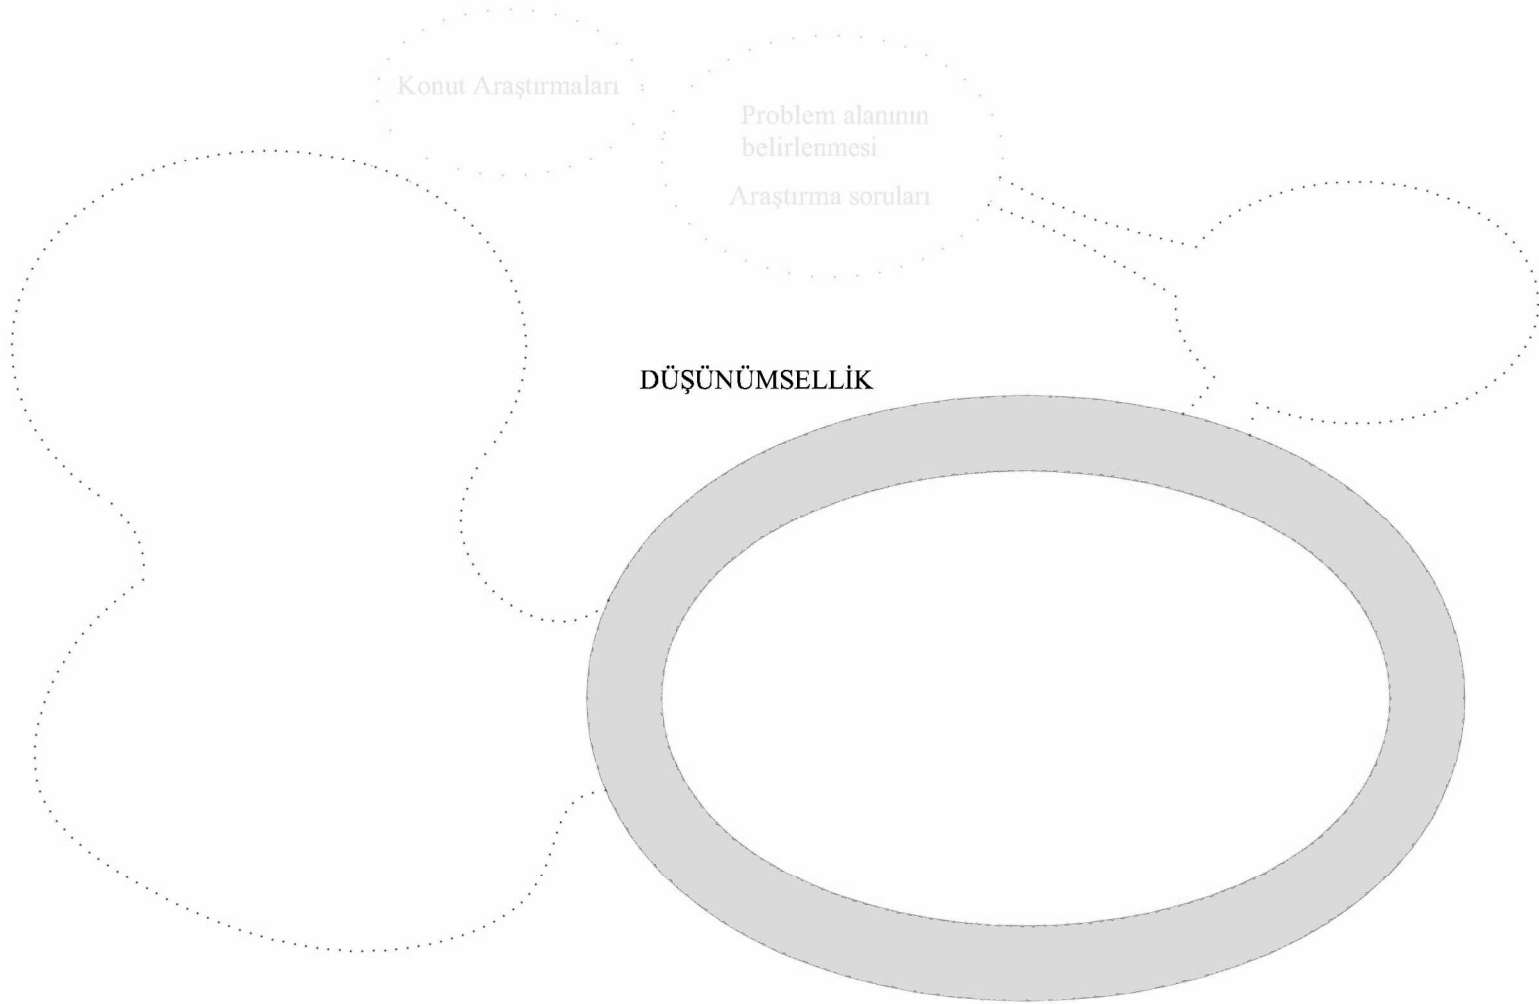 Konut Araştırmaları
Problem alanının
belirlenmesi
Araştırma soruları
DÜŞÜNÜMSELLİK